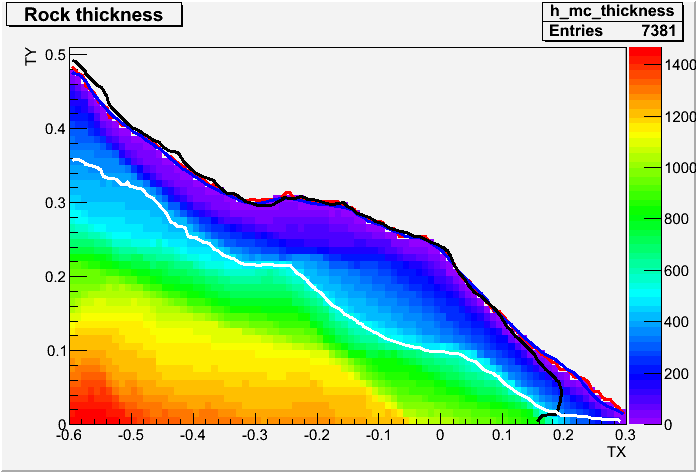 Rock thickness
h_mc_thickness
Entries 7381
TY
0.5
0.4
0.3
0.2
0.1
0
-0.6 -0.5 -0.4 -0.3 -0.2 -0.1 0 0.1 0.2 0.3
TX
1400
1200
1000
800
600
400
200
0